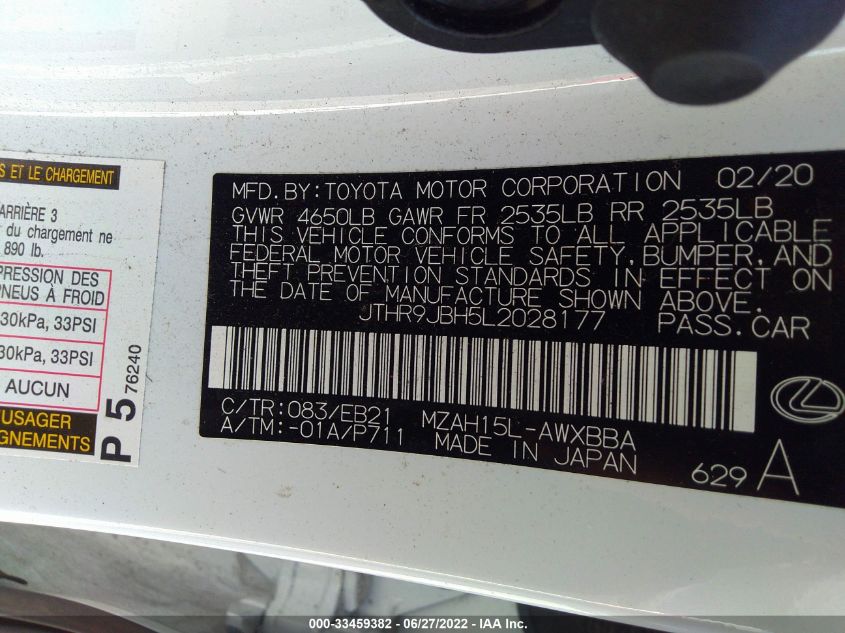 S ET LE CHARGEMENT
ARRIÈRE 3
du chargement ne
890 lb.
PRESSION DES
PNEUS À FROID
30kPa, 33PSI
30kPa, 33PSI
AUCUN
USAGER
IGNEMENTS
P 5 76240
MFD.BY:TOYOTA MOTOR CORPORATION 02/20
GVWR 4650LB GAWR FR 2535LB RR 2535LB
THIS VEHICLE CONFORMS TO ALL APPLICABLE
FEDERAL MOTOR VEHICLE SAFETY, BUMPER, AND
THEFT PREVENTION STANDARDS IN EFFECT ON
THE DATE OF MANUFACTURE SHOWN ABOVE.
JTHR9JBH5L2028177 PASS.CAR
C/TR:083/EB21 MZAH15L-AWXBBA
A/TM:-01A/P711 MADE IN JAPAN
629 A
000-33459382 - 06/27/2022 - IAA Inc.